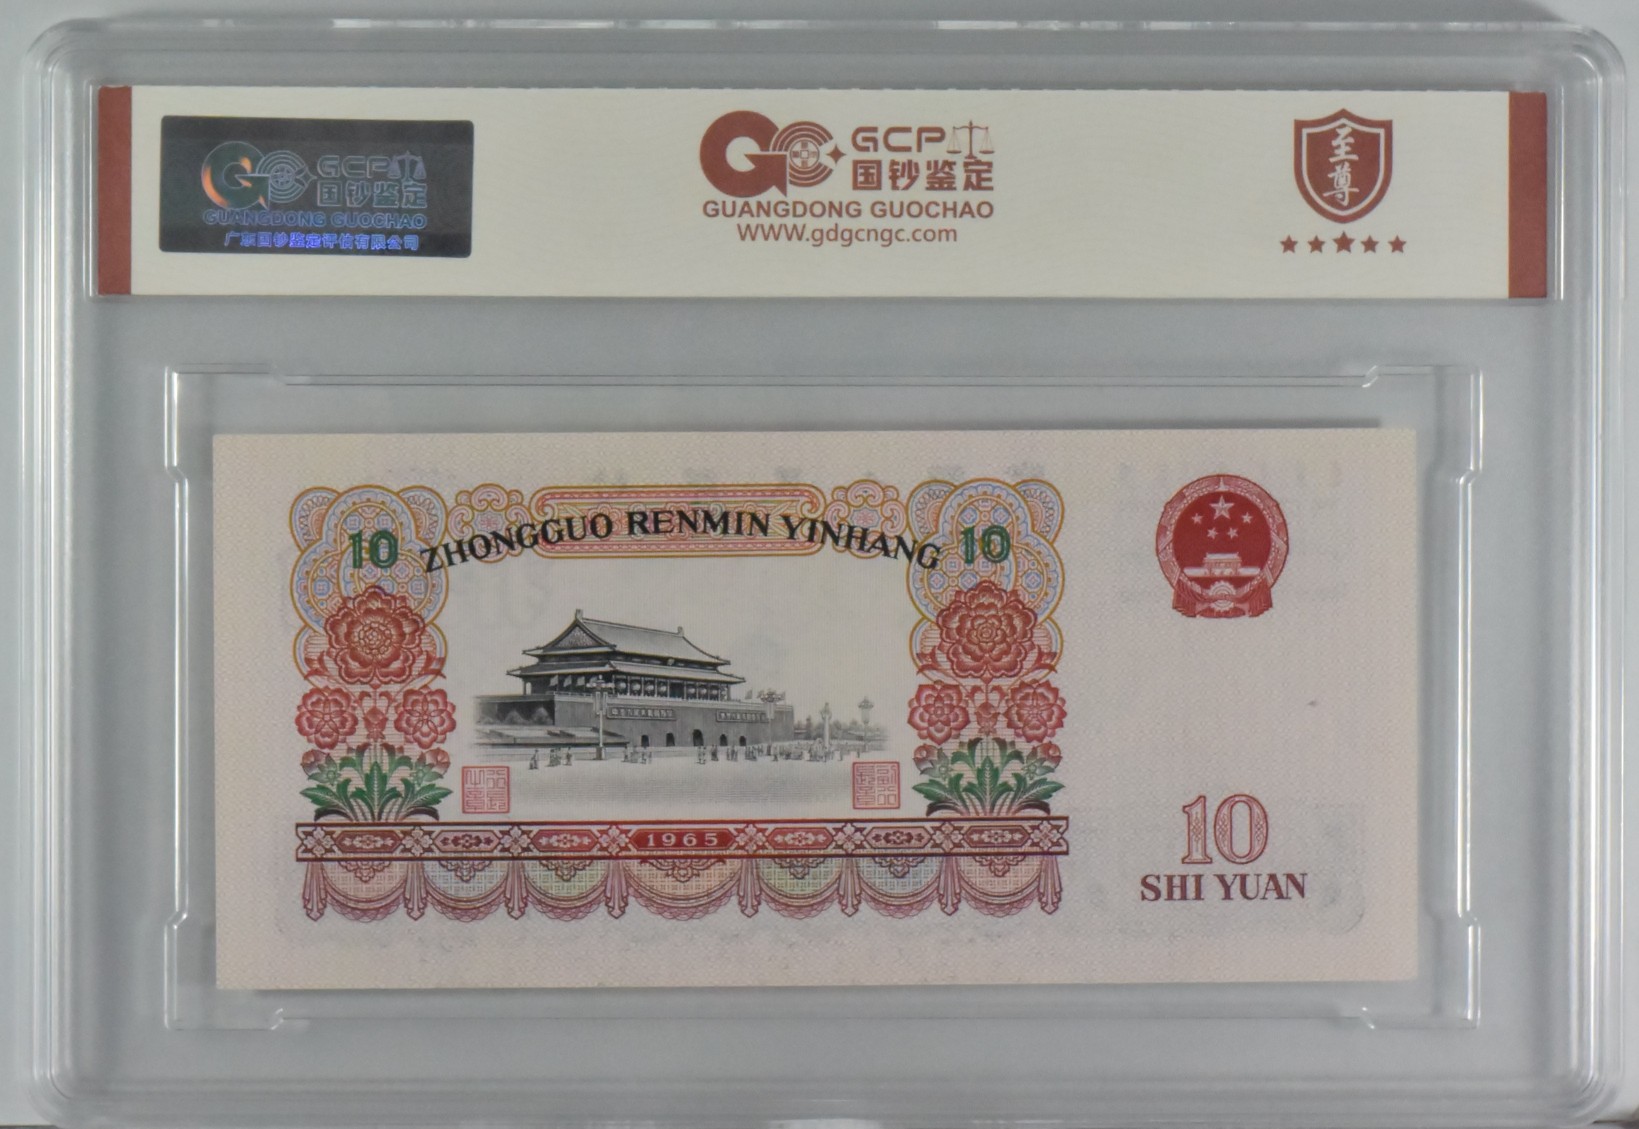 GCP
国钞鉴定
GUANGDONG GUOCHAO
广东国钞鉴定评估有限公司
GCP
国钞鉴定
GUANGDONG GUOCHAO
WWW.gdgcngc.com
至尊
10 ZHONGGUO RENMIN YINHANG 10
1965
10
SHI YUAN